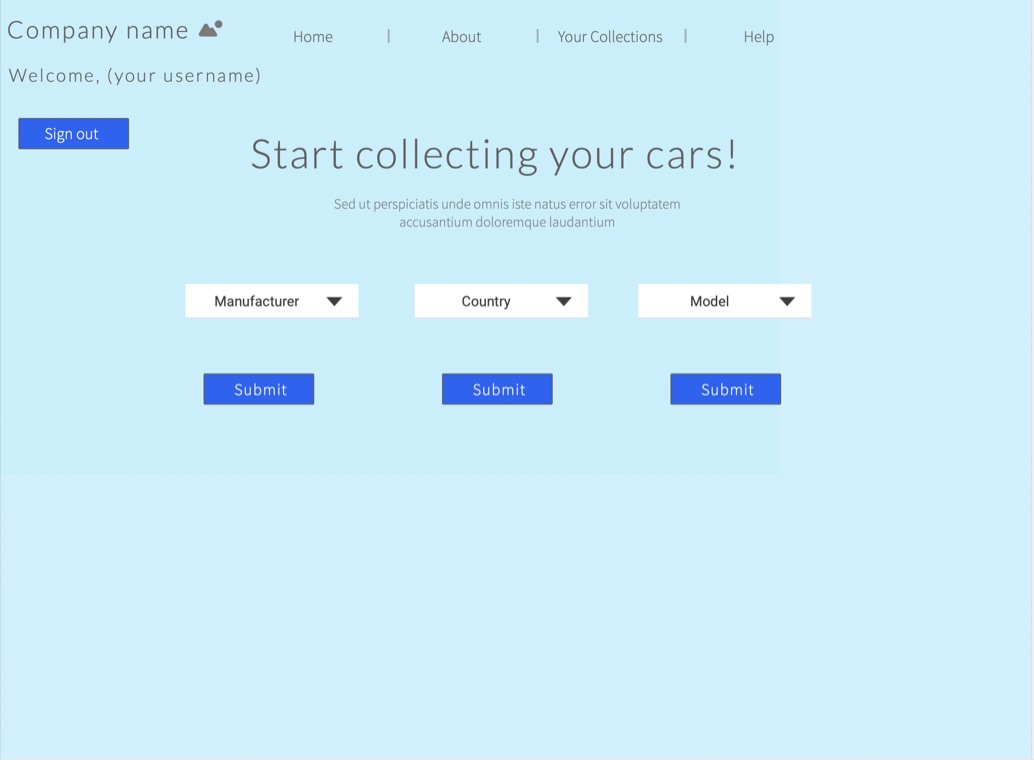 Company name
Home | About | Your Collections | Help
Welcome, (your username)
Sign out
Start collecting your cars!
Sed ut perspiciatis unde omnis iste natus error sit voluptatem
accusantium doloremque laudantium
Manufacturer Country Model
Submit Submit Submit